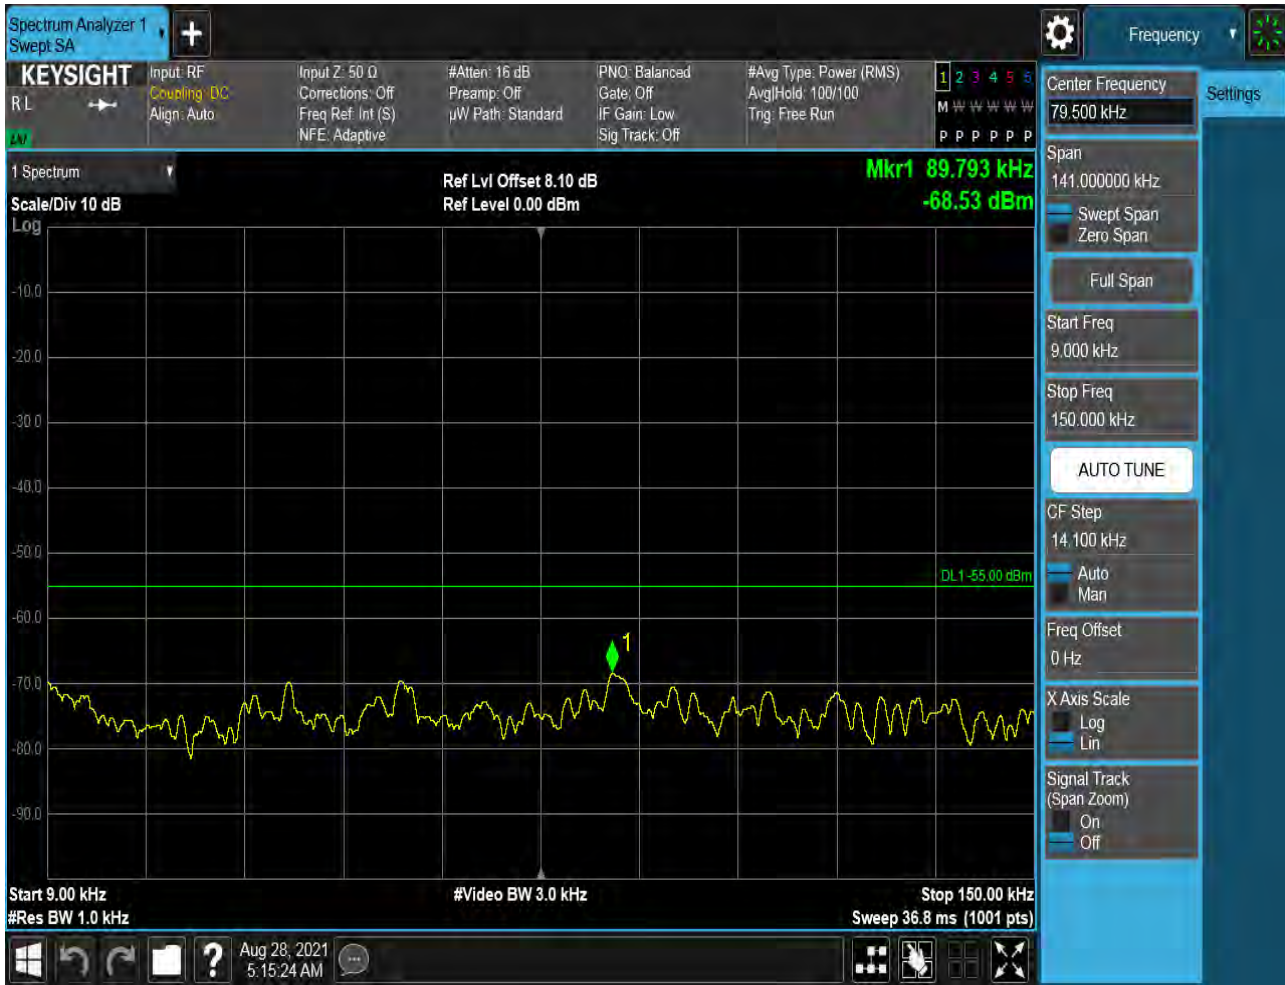 Spectrum Analyzer 1
Swept SA
Frequency
KEYSIGHT
R L
Input: RF
Coupling: DC
Align: Auto
Input Z: 50 Ω
Corrections: Off
Freq Ref: Int (S)
NFE: Adaptive
#Atten: 16 dB
Preamp: Off
µW Path: Standard
PNO: Balanced
Gate: Off
IF Gain: Low
Sig Track: Off
#Avg Type: Power (RMS)
Avg|Hold: 100/100
Trig: Free Run
1 2 3 4 5 6
M W W W W W
P P P P P P
1 Spectrum
Scale/Div 10 dB
Log
Ref Lvl Offset 8.10 dB
Ref Level 0.00 dBm
Mkr1 89.793 kHz
-68.53 dBm
-10.0
-20.0
-30.0
-40.0
-50.0
DL1 -55.00 dBm
-60.0
1
-70.0
-80.0
-90.0
Start 9.00 kHz
#Res BW 1.0 kHz
#Video BW 3.0 kHz
Stop 150.00 kHz
Sweep 36.8 ms (1001 pts)
Aug 28, 2021
5:15:24 AM
Center Frequency
79.500 kHz
Settings
Span
141.000000 kHz
Swept Span
Zero Span
Full Span
Start Freq
9.000 kHz
Stop Freq
150.000 kHz
AUTO TUNE
CF Step
14.100 kHz
Auto
Man
Freq Offset
0 Hz
X Axis Scale
Log
Lin
Signal Track
(Span Zoom)
On
Off